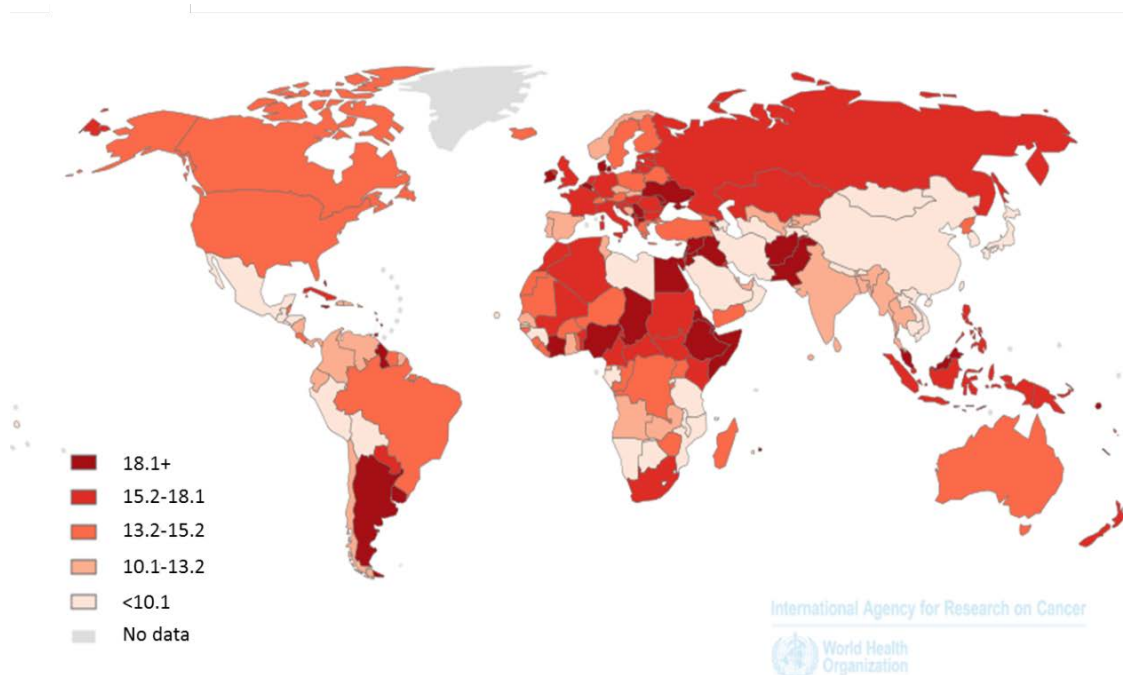 18.1+
15.2-18.1
13.2-15.2
10.1-13.2
<10.1
No data
International Agency for Research on Cancer
World Health
Organization